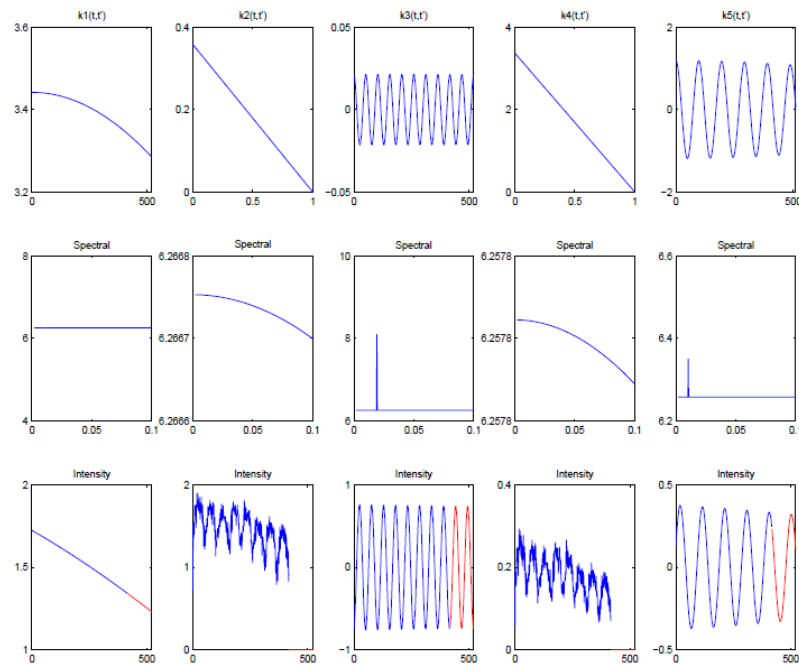 k1(t,t') k2(t,t') k3(t,t') k4(t,t') k5(t,t')
3.6 0.4 0.05 4 2
3.4 0.2 0 2 0
3.2 0 −0.05 0 −2
0 500 0 0.5 1 0 500 0 0.5 1 0 500
Spectral Spectral Spectral Spectral Spectral
8 6.2668 10 6.2578 6.6
6 6.2667 8 6.2578 6.4
4 6.2666 6 6.2578 6.2
0 0.05 0.1 0 0.05 0.1 0 0.05 0.1 0 0.05 0.1 0 0.05 0.1
Intensity Intensity Intensity Intensity Intensity
2 2 1 0.4 0.5
1.5 1 0 0.2 0
1 0 −1 0 −0.5
0 500 0 500 0 500 0 500 0 500